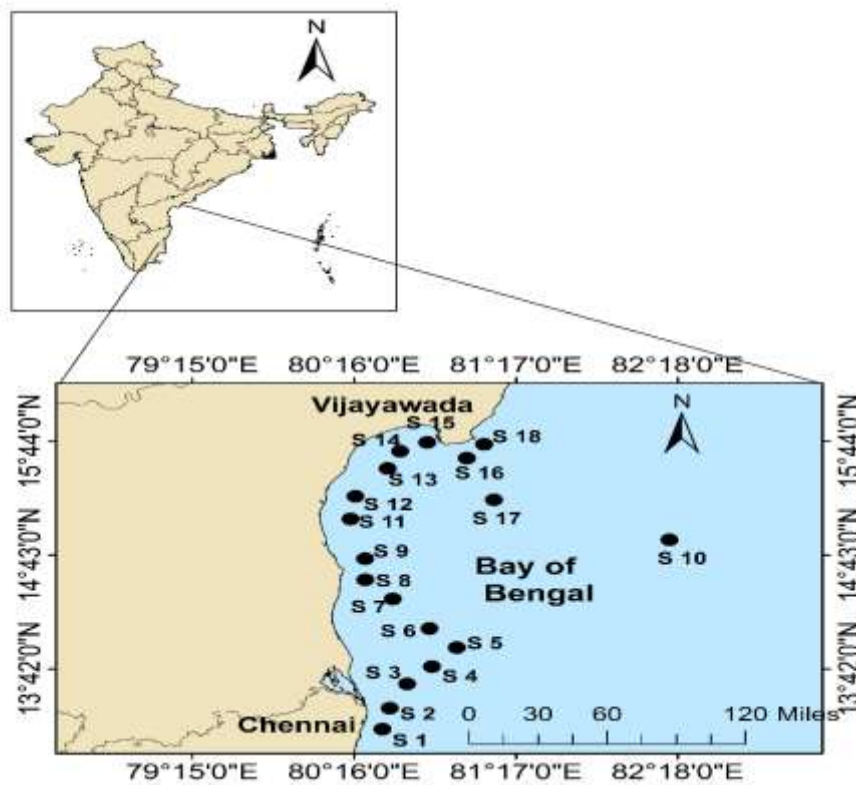 N
79°15'0"E 80°16'0"E 81°17'0"E 82°18'0"E
Vijayawada
N
S 15
S 14
S 18
15°44'0"N
15°44'0"N
S 13
S 16
S 12
S 17
S 11
S 9
S 10
14°43'0"N
14°43'0"N
Bay of
Bengal
S 8
S 7
S 6
S 5
S 3
S 4
13°42'0"N
13°42'0"N
S 2
0 30 60 120 Miles
Chennai
S 1
79°15'0"E 80°16'0"E 81°17'0"E 82°18'0"E